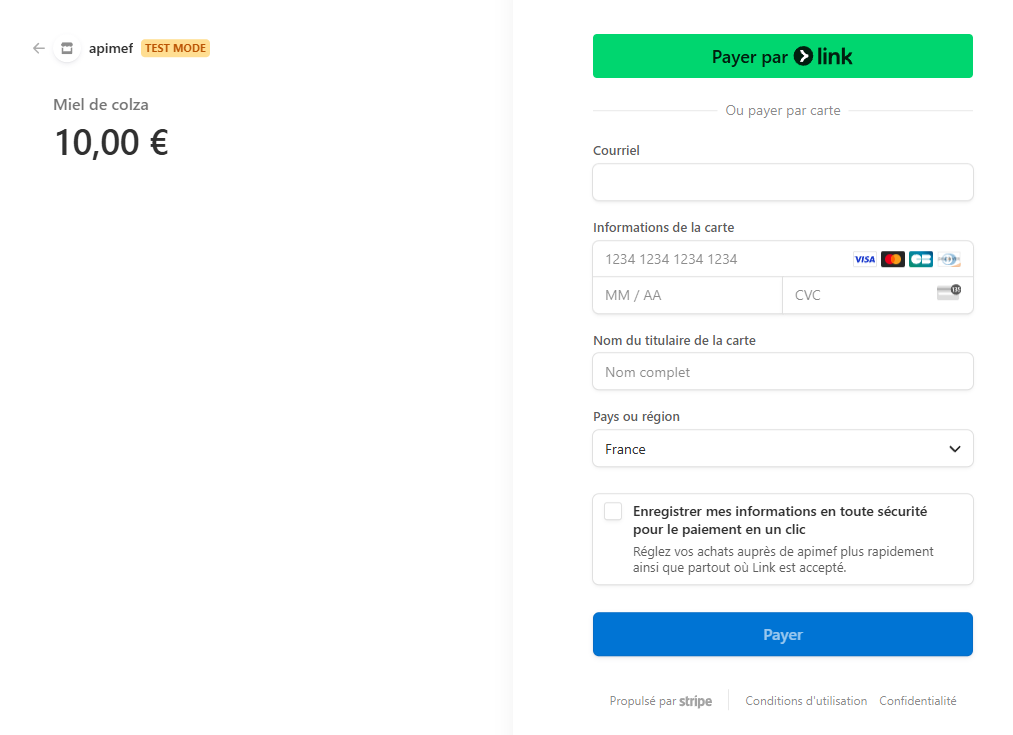 apimef TEST MODE
Miel de colza
10,00 €
Payer par link
Ou payer par carte
Courriel
Informations de la carte
1234 1234 1234 1234 VISA
MM / AA CVC 135
Nom du titulaire de la carte
Nom complet
Pays ou région
France
Enregistrer mes informations en toute sécurité
pour le paiement en un clic
Réglez vos achats auprès de apimef plus rapidement
ainsi que partout où Link est accepté.
Payer
Propulsé par stripe Conditions d'utilisation Confidentialité